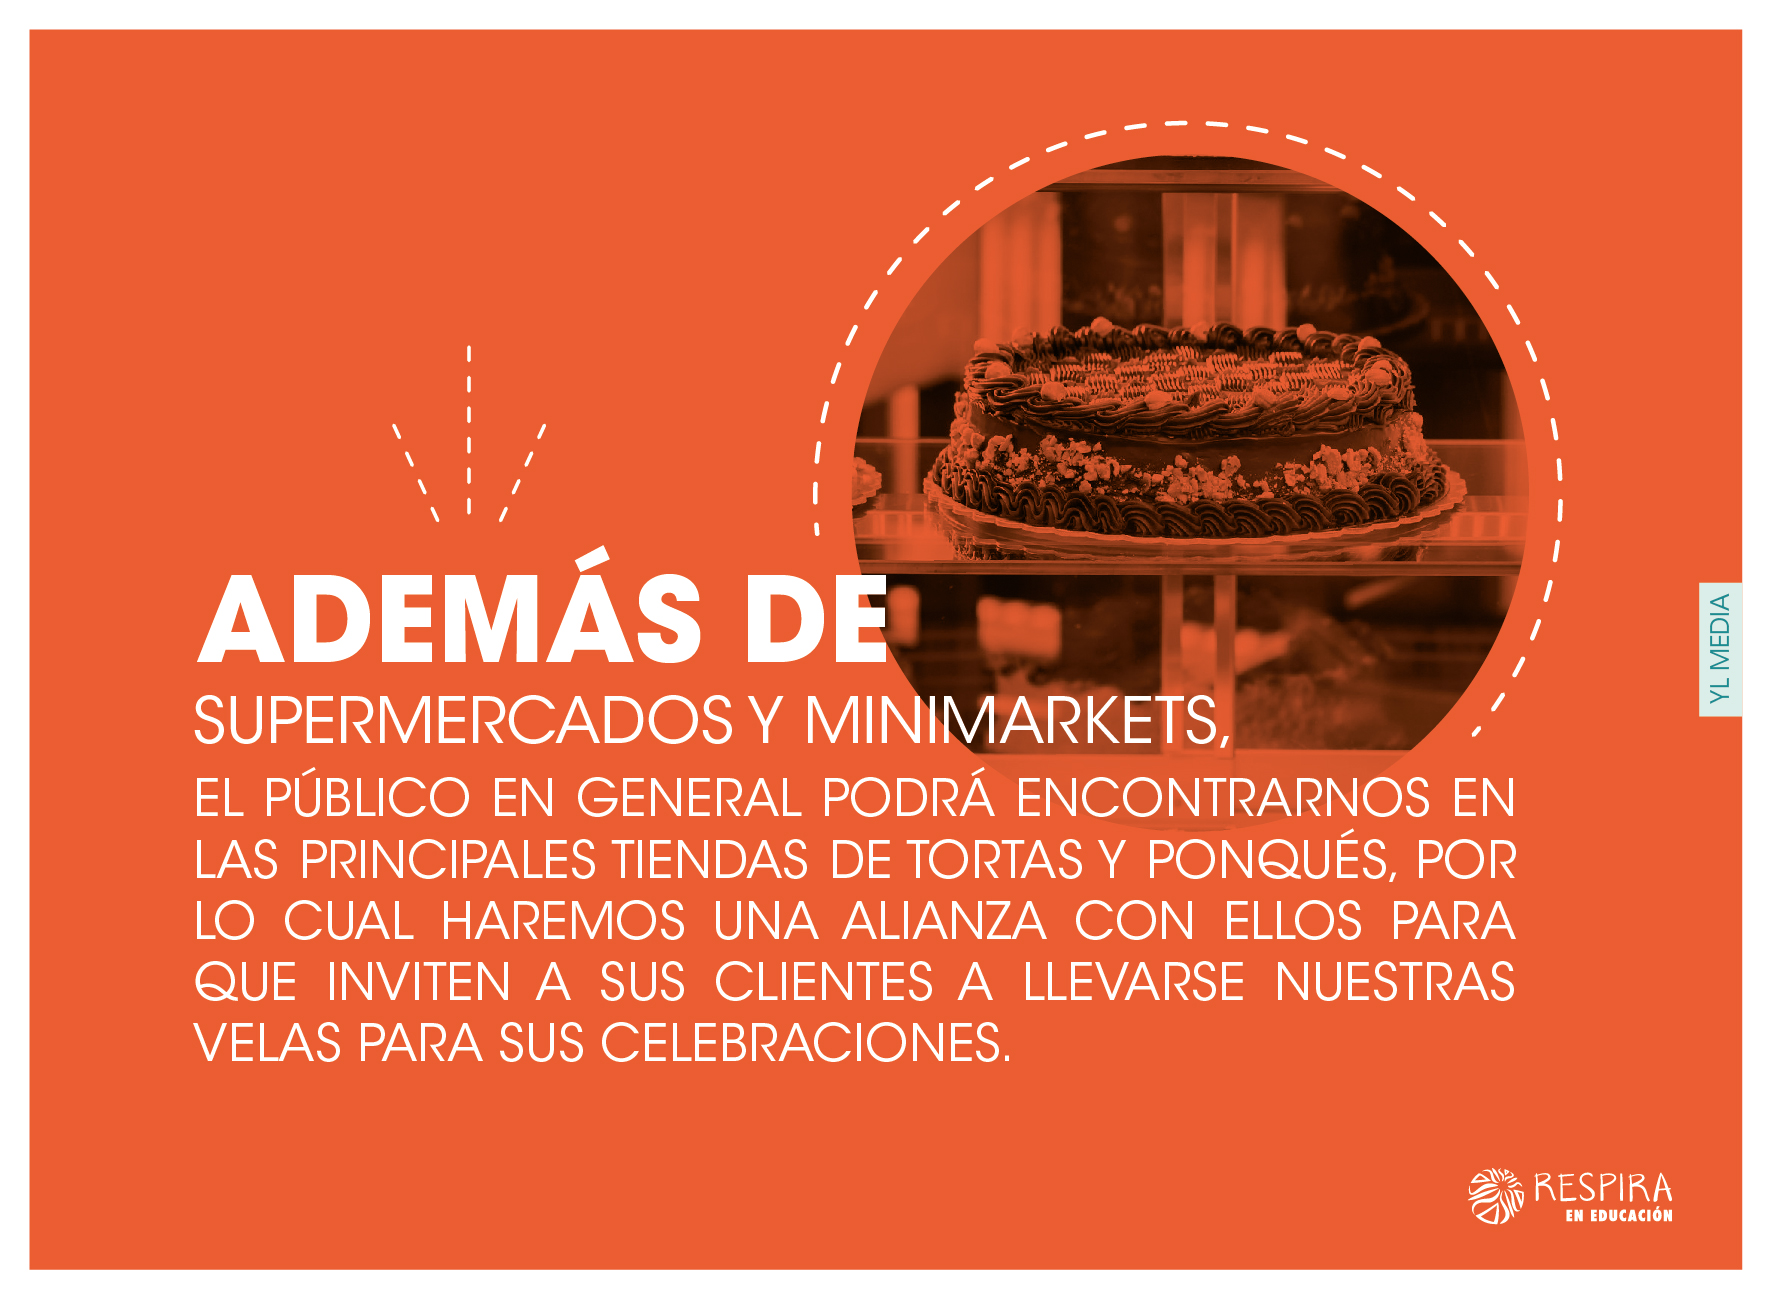 ADEMÁS DE
SUPERMERCADOS Y MINIMARKETS,
EL PÚBLICO EN GENERAL PODRÁ ENCONTRARNOS EN
LAS PRINCIPALES TIENDAS DE TORTAS Y PONQUÉS, POR
LO CUAL HAREMOS UNA ALIANZA CON ELLOS PARA
QUE INVITEN A SUS CLIENTES A LLEVARSE NUESTRAS
VELAS PARA SUS CELEBRACIONES.
YL MEDIA
RESPIRA
EN EDUCACIÓN